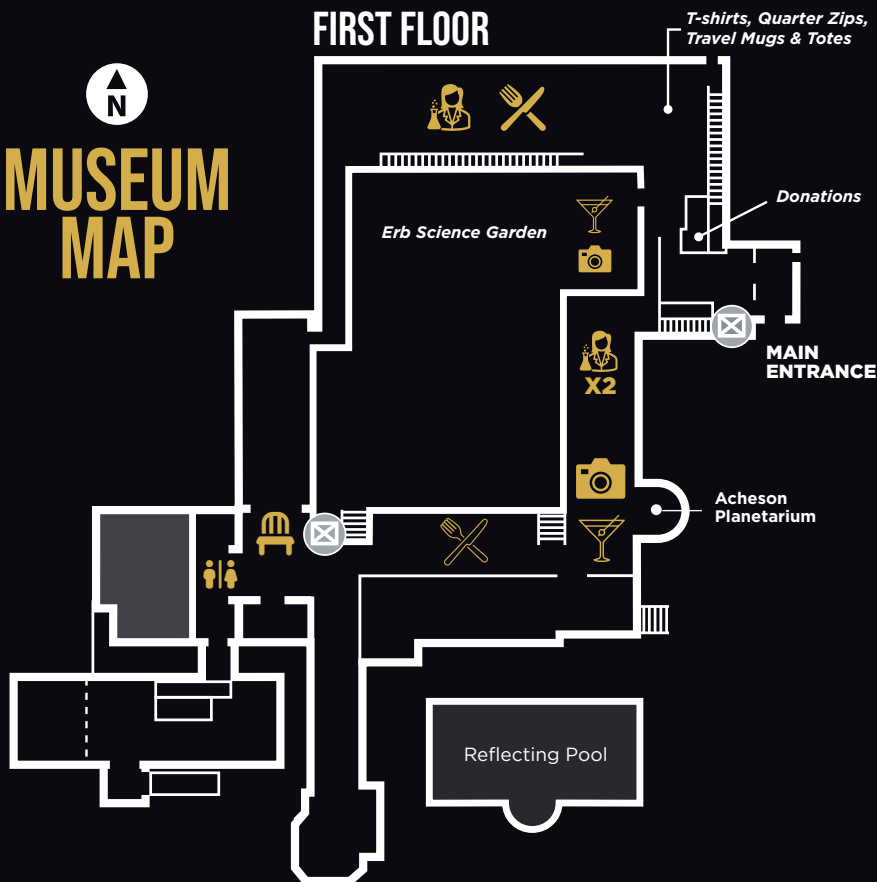 FIRST FLOOR
T-shirts, Quarter Zips,
Travel Mugs & Totes
N
MUSEUM
MAP
Donations
Erb Science Garden
MAIN
ENTRANCE
X2
Acheson
Planetarium
Reflecting Pool